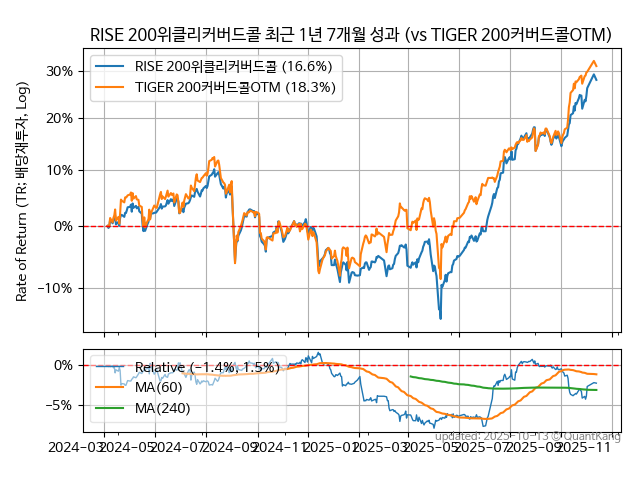 RISE 200위클리커버드콜 최근 1년 7개월 성과 (vs TIGER 200커버드콜OTM)
RISE 200위클리커버드콜 (16.6%)
TIGER 200커버드콜OTM (18.3%)
Rate of Return (TR: 배당재투자, Log)
30%
20%
10%
0%
−10%
Relative (−1.4%, 1.5%)
MA(60)
MA(240)
0%
−5%
updated: 2025-10-13 © QuantKang
2024-03 2024-05 2024-07 2024-09 2024-11 2025-01 2025-03 2025-05 2025-07 2025-09 2025-11